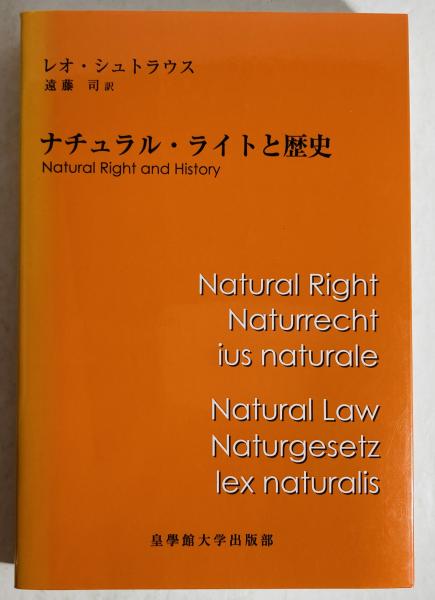 レオ・シュトラウス
遠藤 司 訳
ナチュラル・ライトと歴史
Natural Right and History
Natural Right
Naturrecht
ius naturale
Natural Law
Naturgesetz
lex naturalis
皇學館大学出版部